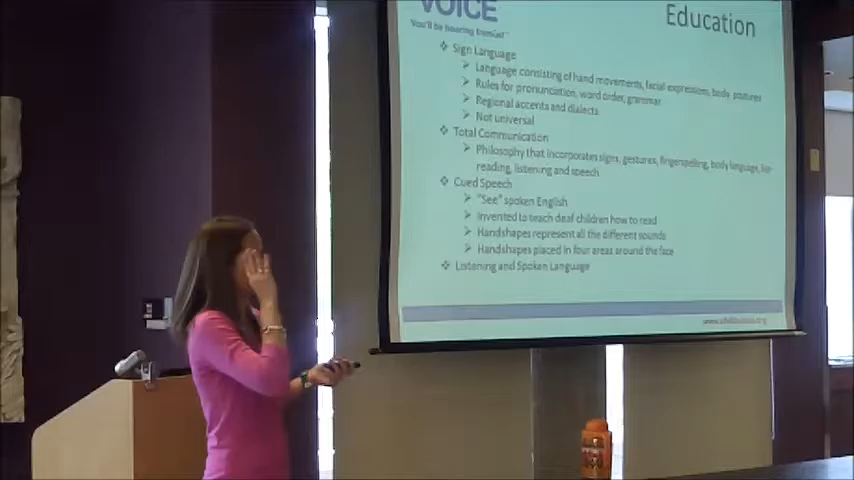 VOICE
You'll be hearing from us!
Education
❖ Sign Language
➤ Language consisting of hand movements, facial expression, body postures
➤ Rules for pronunciation, word order, grammar
➤ Regional accents and dialects
➤ Not universal
❖ Total Communication
➤ Philosophy that incorporates signs, gestures, fingerspelling, body language, lip-
reading, listening and speech
❖ Cued Speech
➤ "See" spoken English
➤ Invented to teach deaf children how to read
➤ Handshapes represent all the different sounds
➤ Handshapes placed in four areas around the face
❖ Listening and Spoken Language